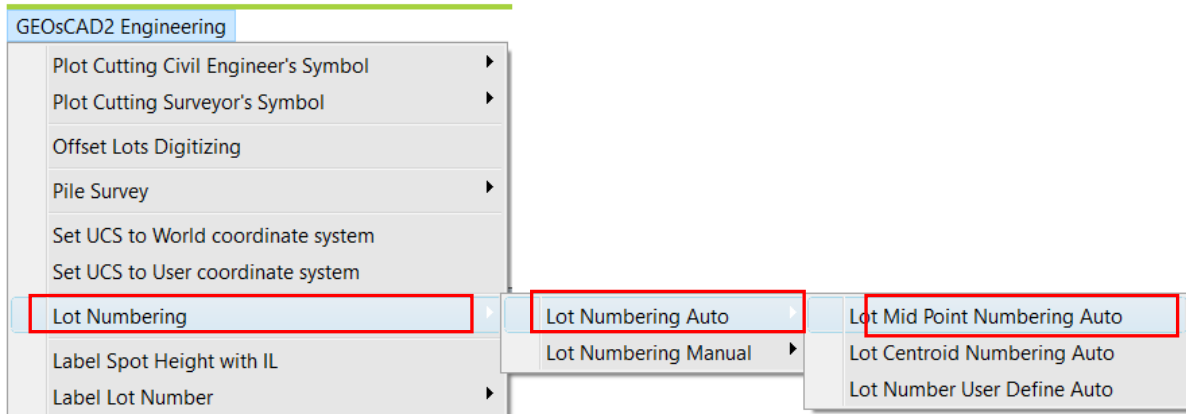 GEOsCAD2 Engineering
Plot Cutting Civil Engineer's Symbol
Plot Cutting Surveyor's Symbol
Offset Lots Digitizing
Pile Survey
Set UCS to World coordinate system
Set UCS to User coordinate system
Lot Numbering
Label Spot Height with IL
Label Lot Number
Lot Numbering Auto
Lot Numbering Manual
Lot Mid Point Numbering Auto
Lot Centroid Numbering Auto
Lot Number User Define Auto